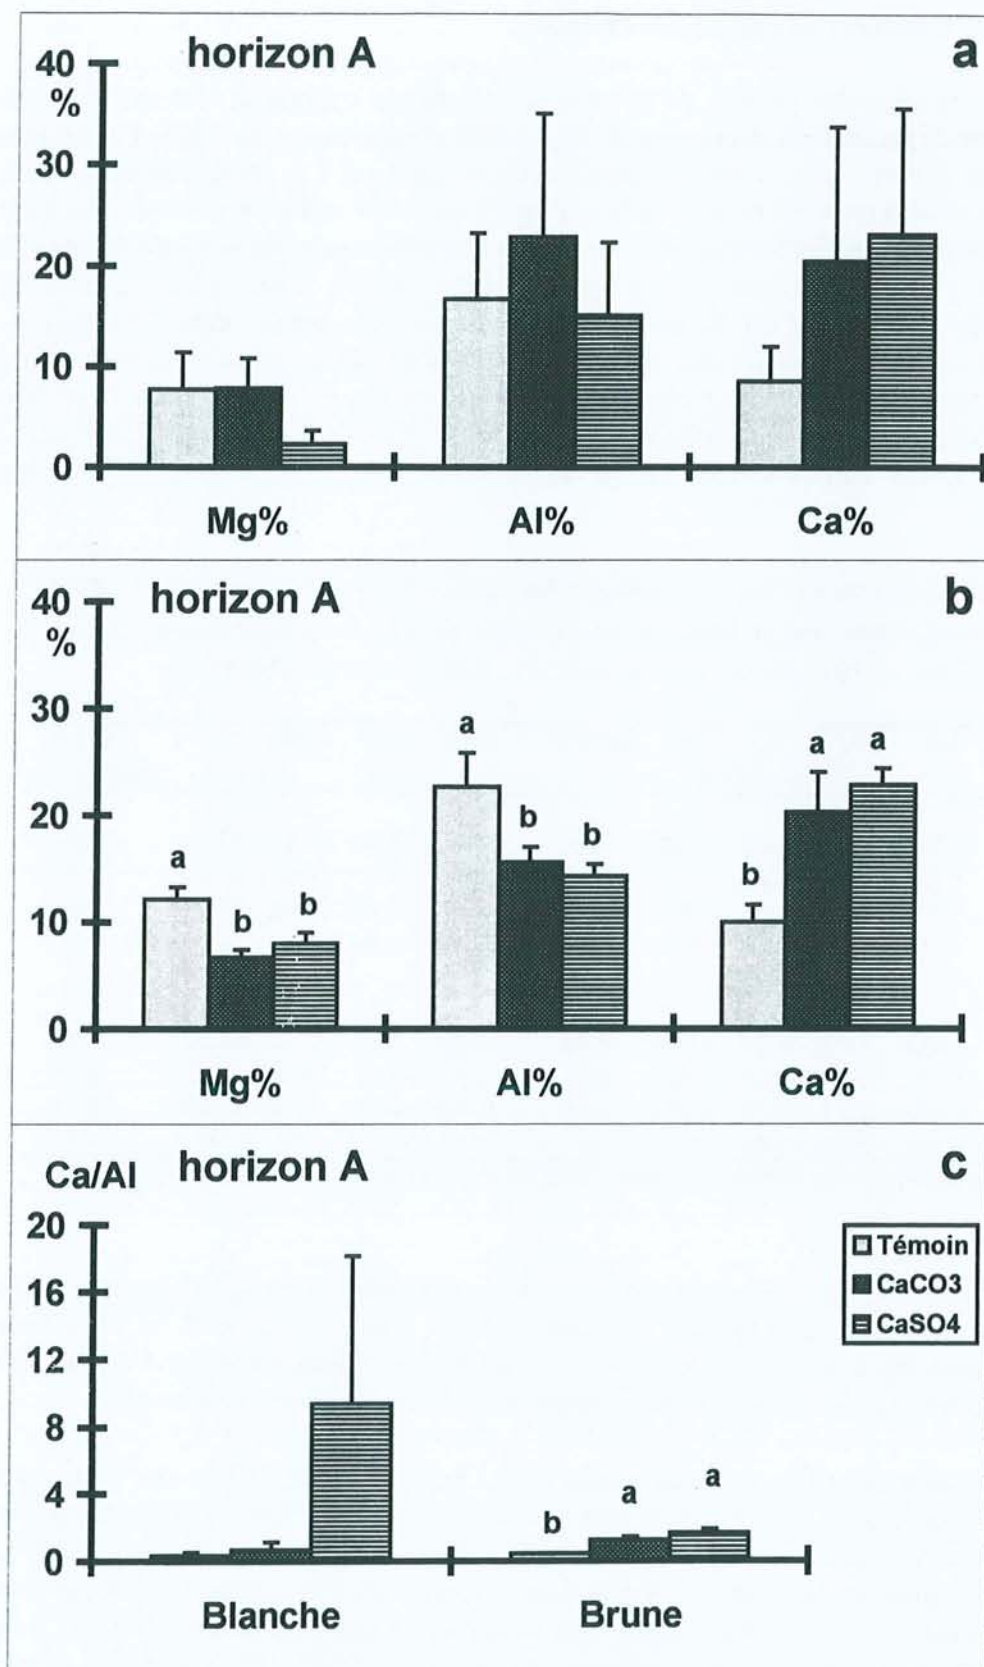 horizon A
a
40
%
30
20
10
0
Mg% Al% Ca%
horizon A
b
40
%
30
20
10
0
a b b
a b b
b a a
Mg% Al% Ca%
Ca/Al horizon A
c
20
16
12
8
4
0
Témoin
CaCO3
CaSO4
b a a
Blanche Brune